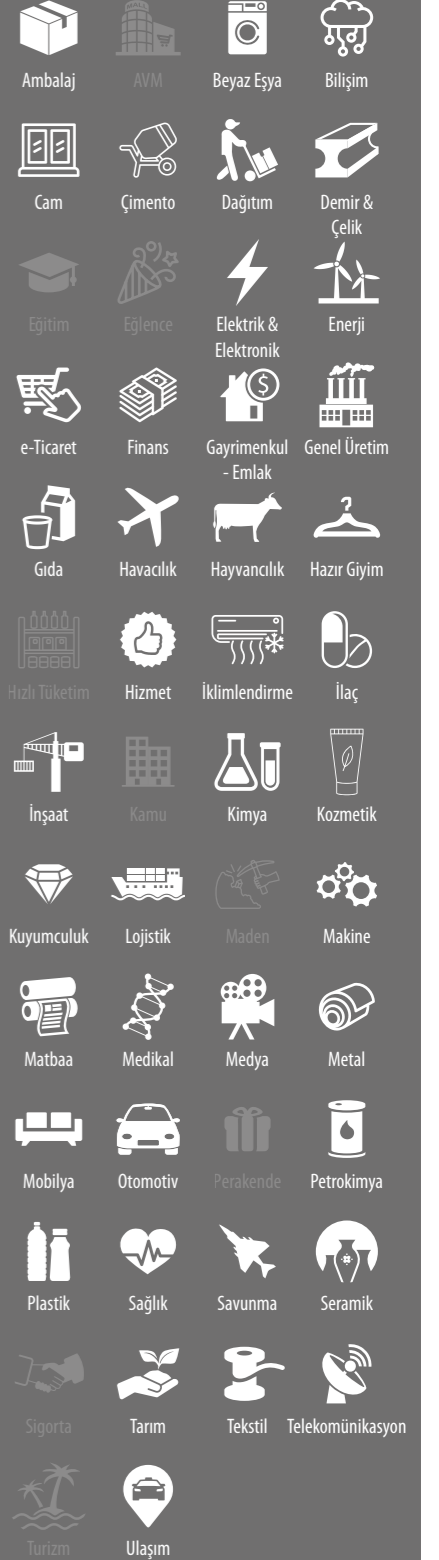 Ambalaj
AVM
Beyaz Eşya
Bilişim
Cam
Çimento
Dağıtım
Demir &
Çelik
Eğitim
Eğlence
Elektrik &
Elektronik
Enerji
e-Ticaret
Finans
Gayrimenkul
- Emlak
Genel Üretim
Gıda
Havacılık
Hayvancılık
Hazır Giyim
Hızlı Tüketim
Hizmet
İklimlendirme
İlaç
İnşaat
Kamu
Kimya
Kozmetik
Kuyumculuk
Lojistik
Maden
Makine
Matbaa
Medikal
Medya
Metal
Mobilya
Otomotiv
Perakende
Petrokimya
Plastik
Sağlık
Savunma
Seramik
Sigorta
Tarım
Tekstil
Telekomünikasyon
Turizm
Ulaşım